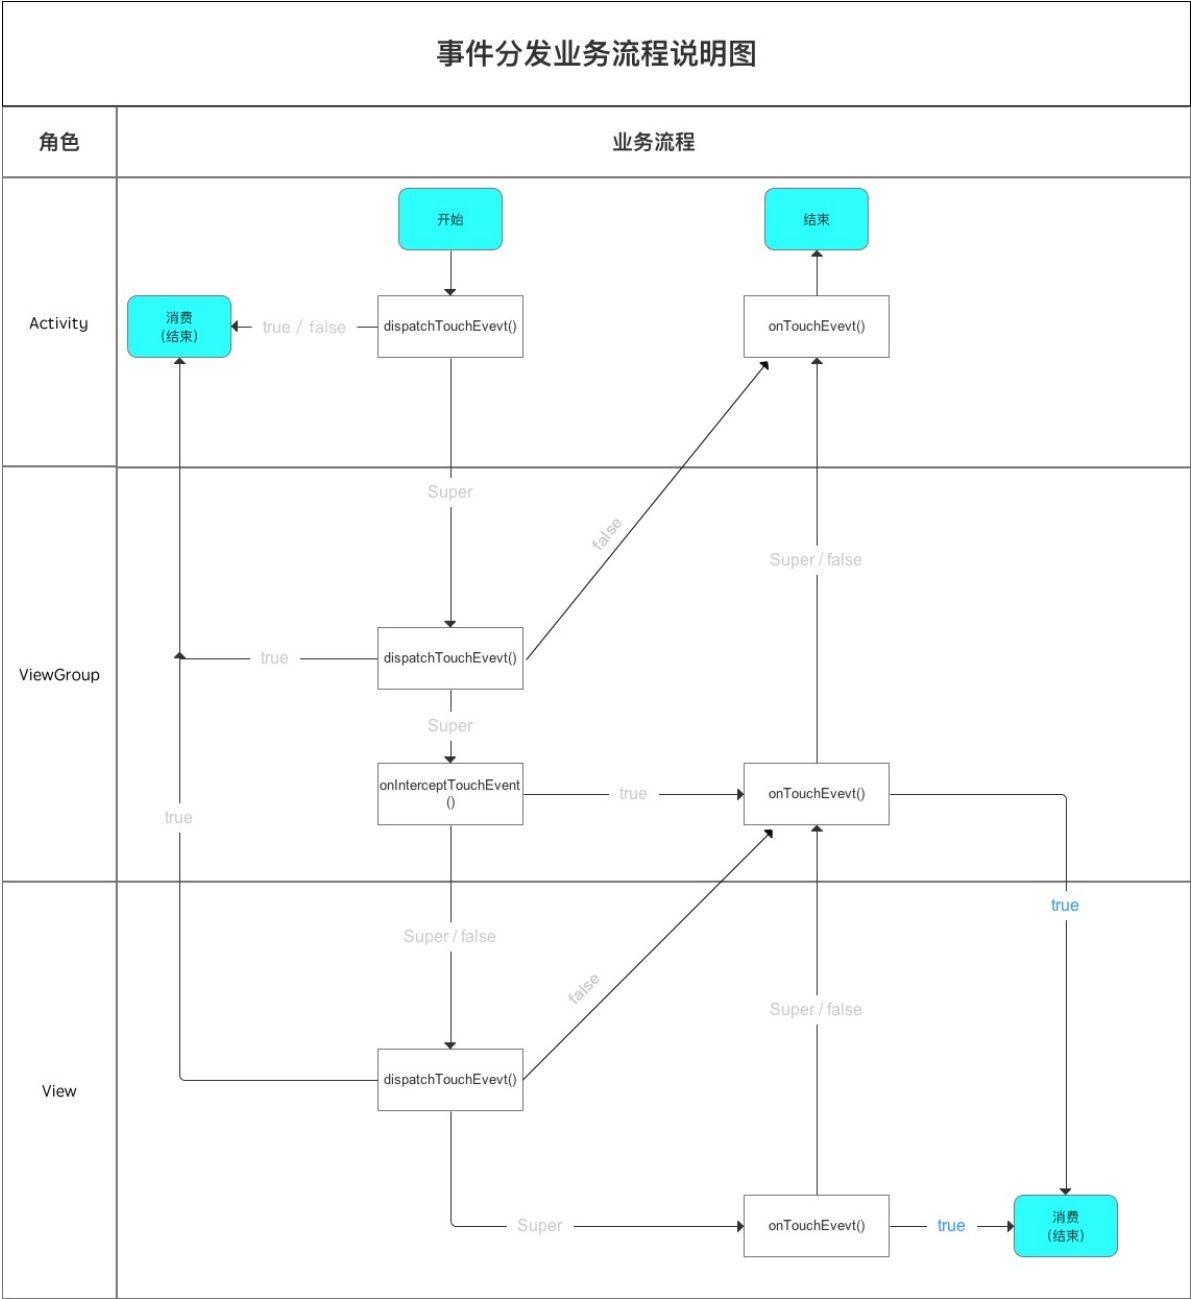 事件分发业务流程说明图
角色
业务流程
开始
结束
Activity
消费
(结束)
true / false
dispatchTouchEvevt()
onTouchEvevt()
Super
false
Super / false
ViewGroup
true
dispatchTouchEvevt()
Super
onInterceptTouchEvent
()
true
onTouchEvevt()
true
true
Super / false
false
Super / false
View
dispatchTouchEvevt()
Super
onTouchEvevt()
true
消费
(结束)